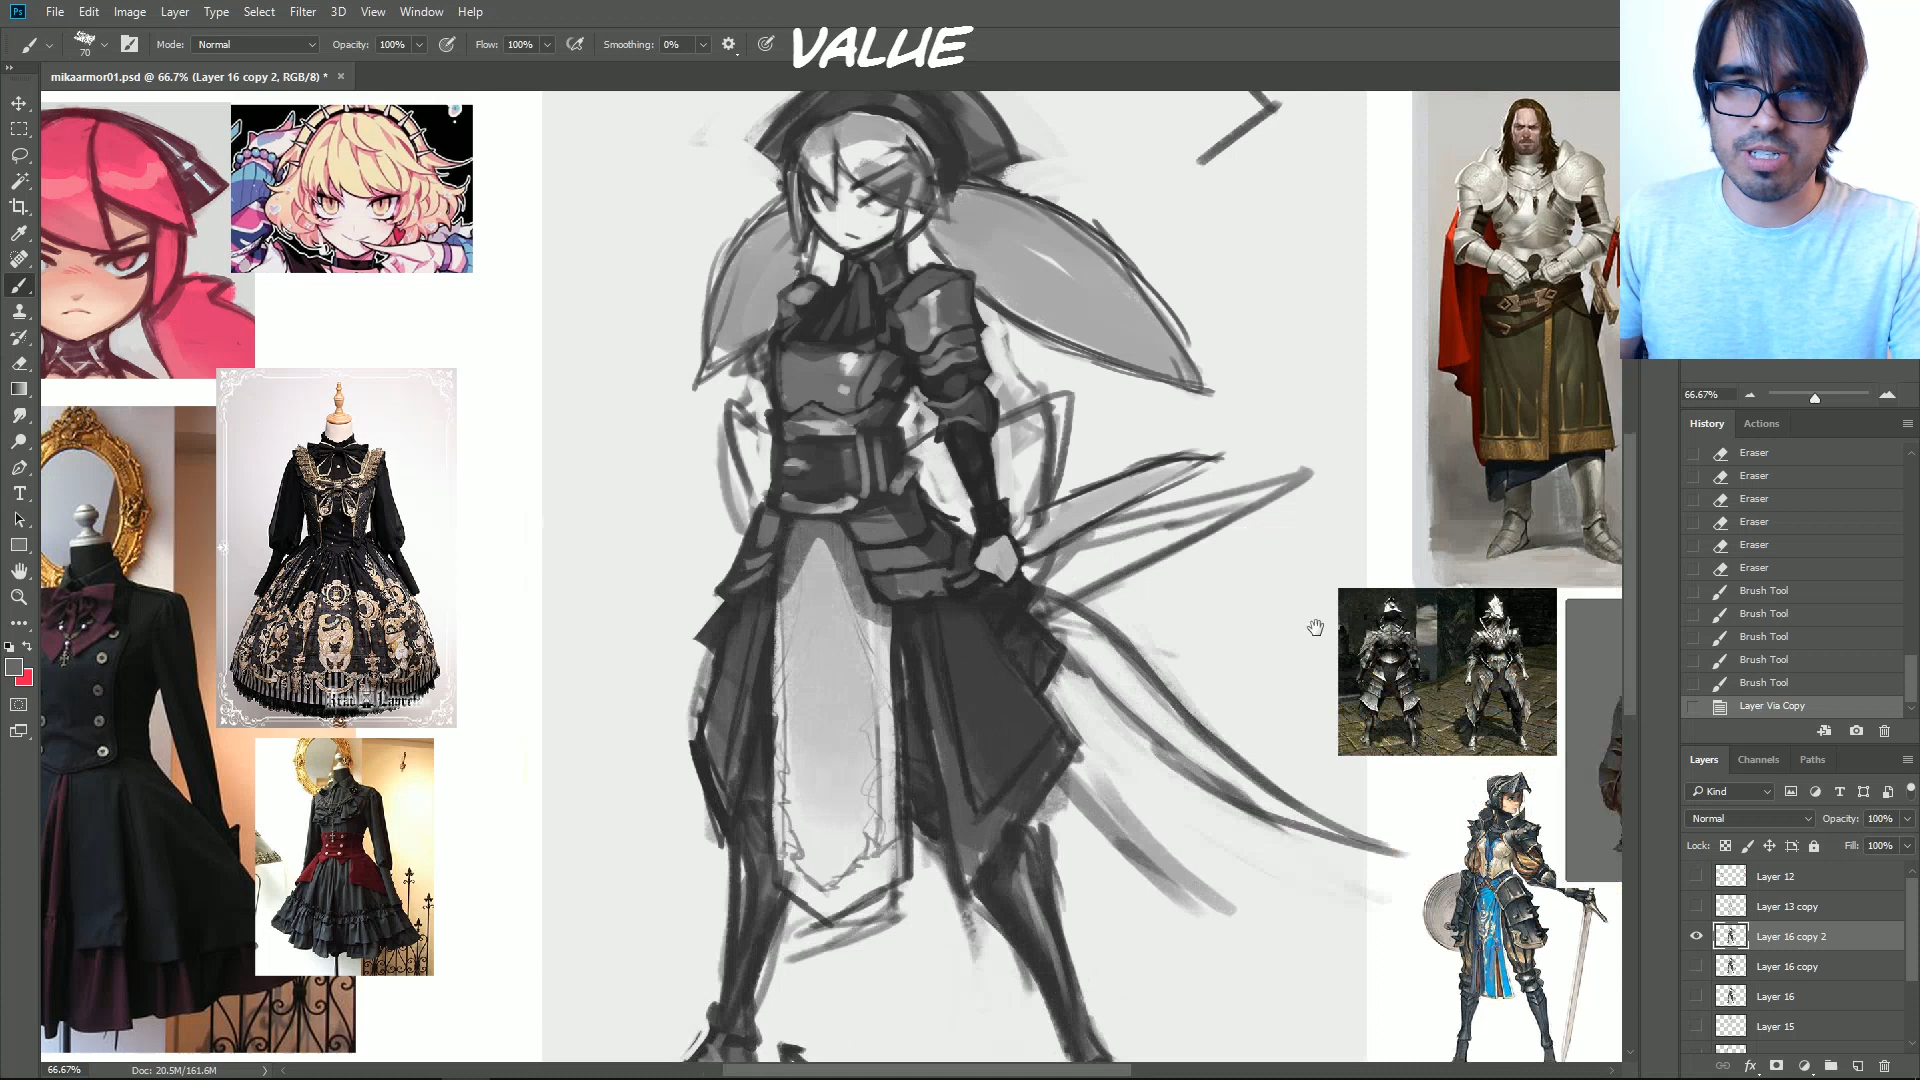 Ps File Edit Image Layer Type Select Filter 3D View Window Help
70 Mode: Normal Opacity: 100% Flow: 100% Smoothing: 0%
VALUE
mikaarmor01.psd @ 66.7% (Layer 16 copy 2, RGB/8) * ×
66.67%
History Actions
Eraser
Eraser
Eraser
Eraser
Eraser
Eraser
Brush Tool
Brush Tool
Brush Tool
Brush Tool
Brush Tool
Layer Via Copy
Layers Channels Paths
Kind
Normal Opacity: 100%
Lock: Fill: 100%
Layer 12
Layer 13 copy
Layer 16 copy 2
Layer 16 copy
Layer 16
Layer 15
66.67% Doc: 20.5M/161.6M